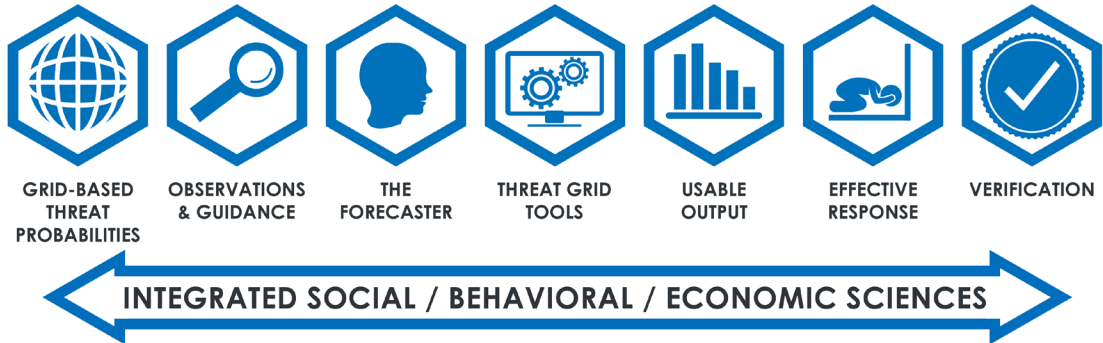 GRID-BASED
THREAT
PROBABILITIES
OBSERVATIONS
& GUIDANCE
THE
FORECASTER
THREAT GRID
TOOLS
USABLE
OUTPUT
EFFECTIVE
RESPONSE
VERIFICATION
INTEGRATED SOCIAL / BEHAVIORAL / ECONOMIC SCIENCES